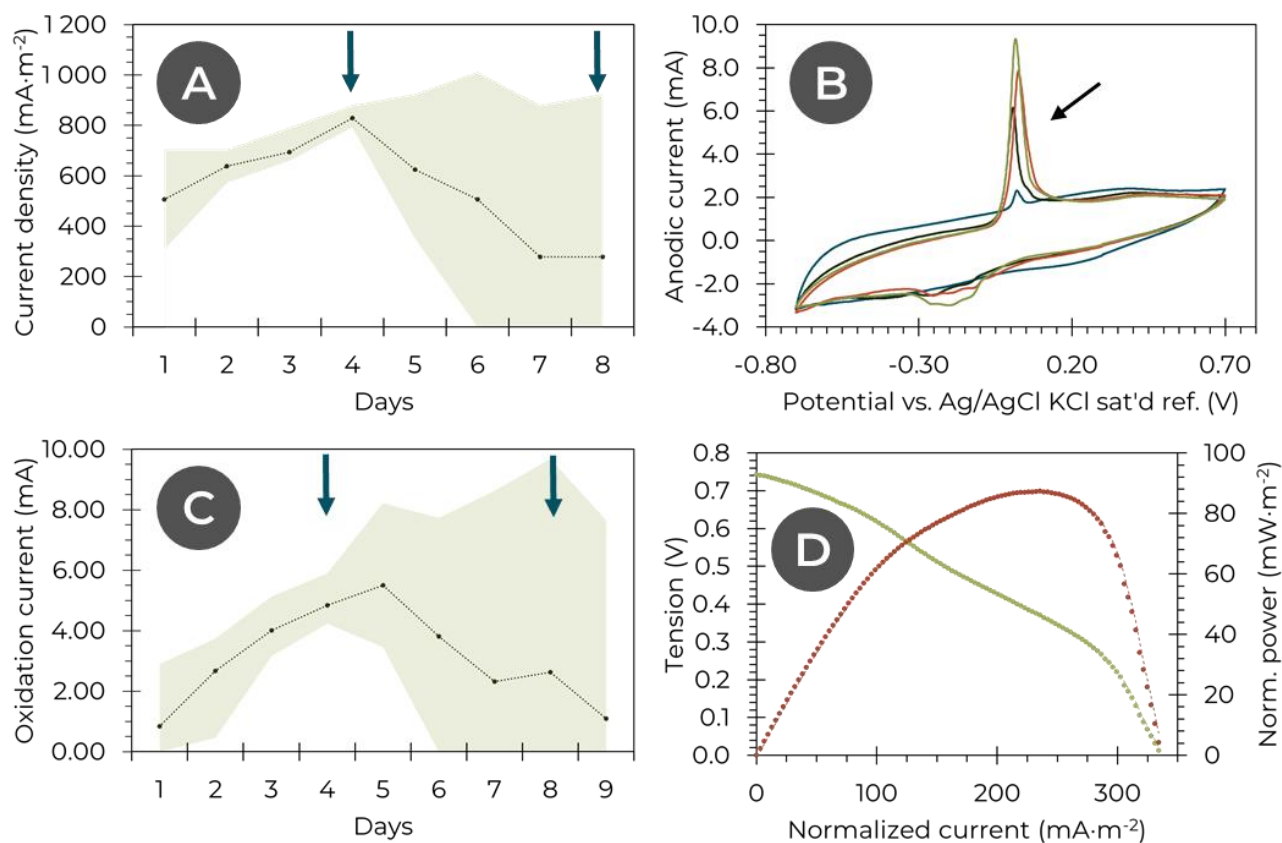 A
Current density (mA·m⁻²)
1200
1000
800
600
400
200
0
1 2 3 4 5 6 7 8
Days
B
Anodic current (mA)
10.0
8.0
6.0
4.0
2.0
0.0
-2.0
-4.0
-0.80 -0.30 0.20 0.70
Potential vs. Ag/AgCl KCl sat'd ref. (V)
C
Oxidation current (mA)
10.00
8.00
6.00
4.00
2.00
0.00
1 2 3 4 5 6 7 8 9
Days
D
Tension (V)
0.8
0.7
0.6
0.5
0.4
0.3
0.2
0.1
0.0
100
80
60
40
20
0
Norm. power (mW·m⁻²)
0 100 200 300
Normalized current (mA·m⁻²)